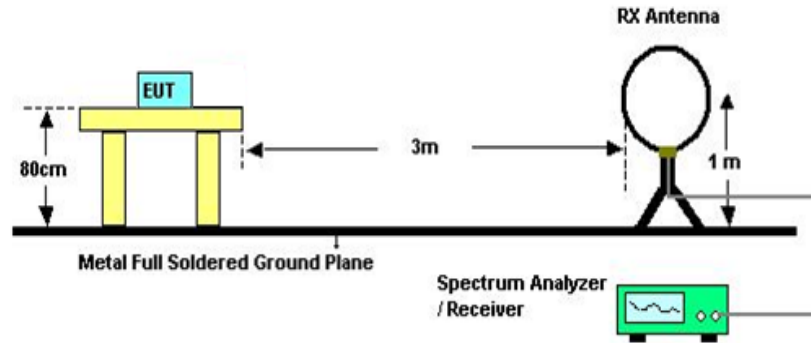 RX Antenna
EUT
80cm
3m
1 m
Metal Full Soldered Ground Plane
Spectrum Analyzer
/ Receiver